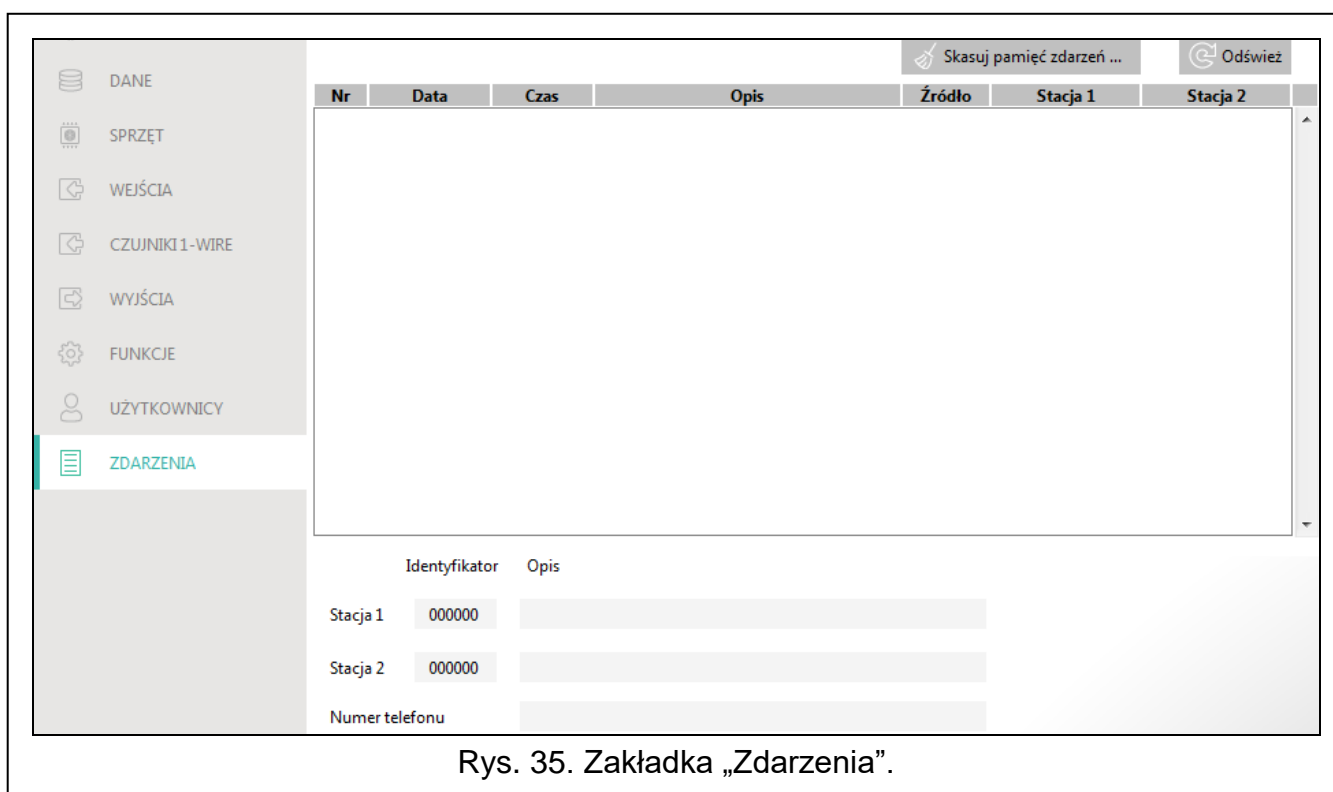 Skasuj pamięć zdarzeń ... Odśwież
DANE
SPRZĘT
WEJŚCIA
CZUJNIKI 1-WIRE
WYJŚCIA
FUNKCJE
UŻYTKOWNICY
ZDARZENIA
Nr Data Czas Opis Źródło Stacja 1 Stacja 2
Identyfikator Opis
Stacja 1 000000
Stacja 2 000000
Numer telefonu
Rys. 35. Zakładka „Zdarzenia”.